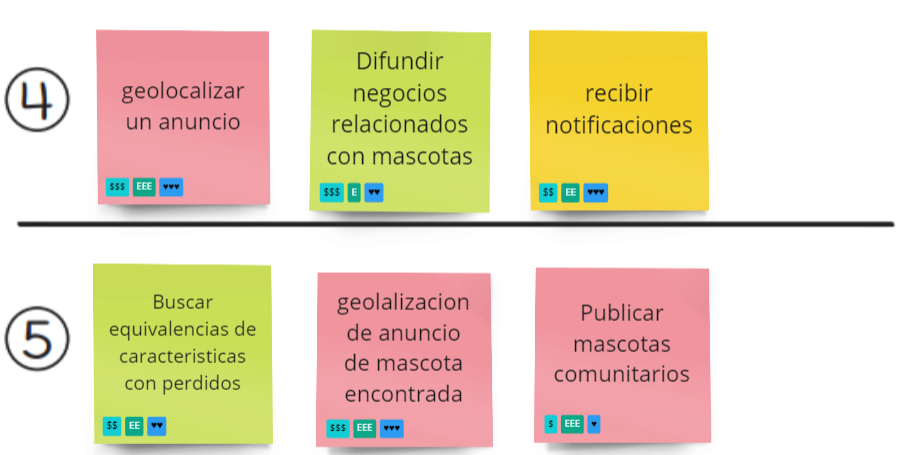 4
geolocalizar
un anuncio
$$$ EEE ♥♥♥
Difundir
negocios
relacionados
con mascotas
$$$ E ♥♥
recibir
notificaciones
$$ EE ♥♥♥
5
Buscar
equivalencias de
caracteristicas
con perdidos
$$ EE ♥♥
geolalizacion
de anuncio
de mascota
encontrada
$$$ EEE ♥♥♥
Publicar
mascotas
comunitarios
$ EEE ♥